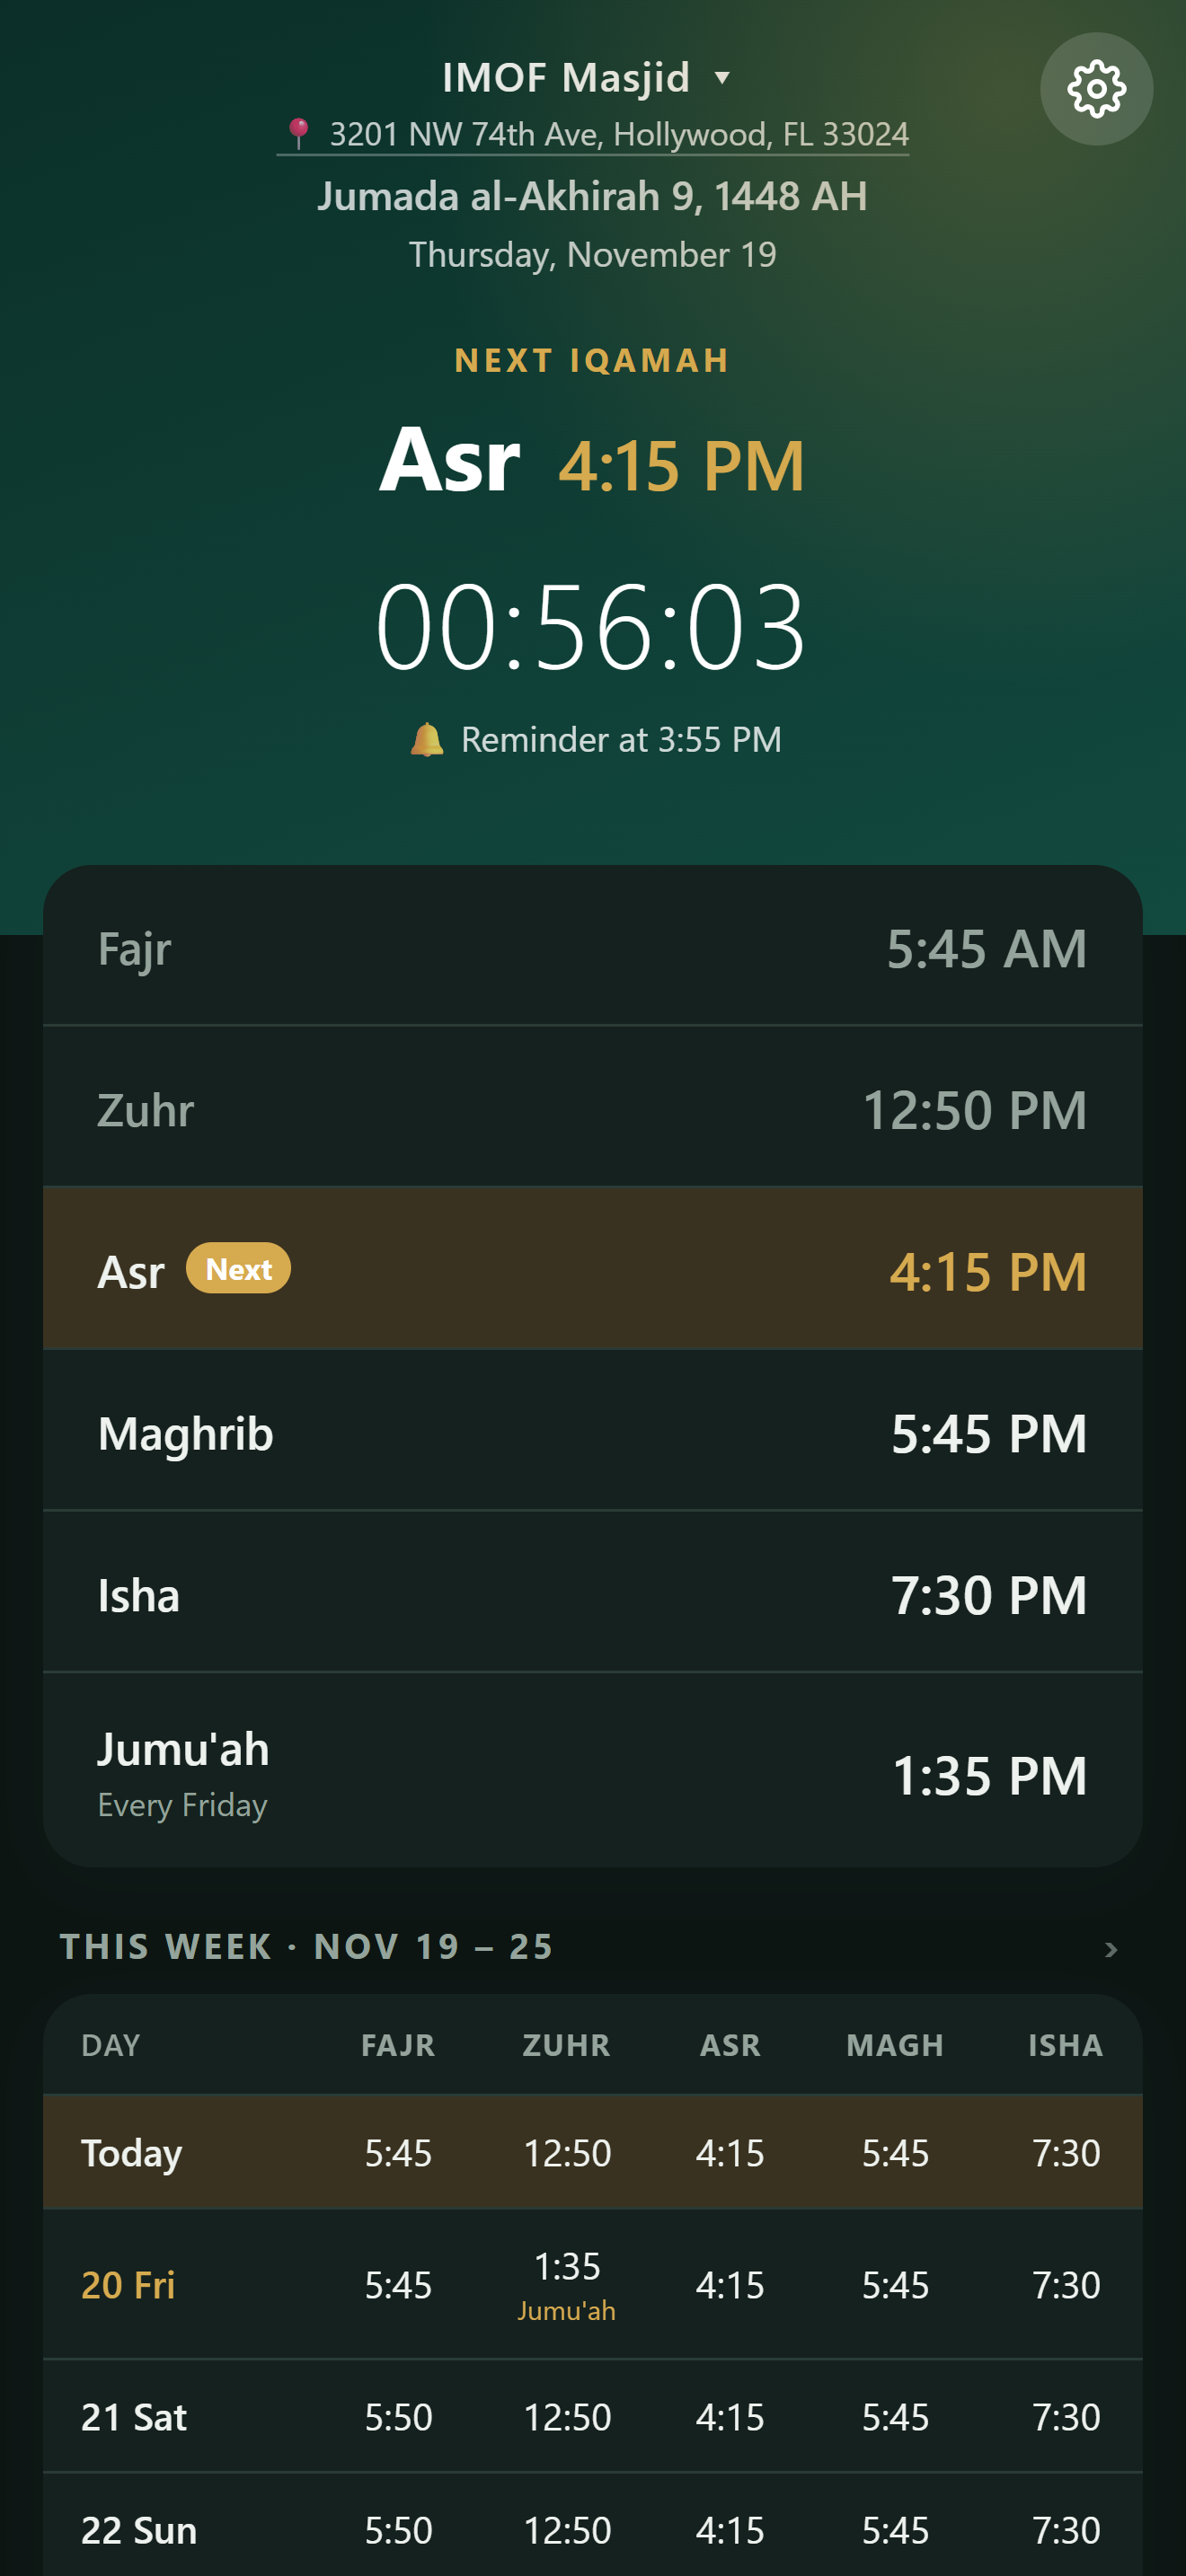 IMOF Masjid ▼
📍 3201 NW 74th Ave, Hollywood, FL 33024
Jumada al-Akhirah 9, 1448 AH
Thursday, November 19
NEXT IQAMAH
Asr 4:15 PM
00:56:03
🔔 Reminder at 3:55 PM
Fajr 5:45 AM
Zuhr 12:50 PM
Asr Next 4:15 PM
Maghrib 5:45 PM
Isha 7:30 PM
Jumu'ah 1:35 PM
Every Friday
THIS WEEK · NOV 19 – 25 ›
DAY FAJR ZUHR ASR MAGH ISHA
Today 5:45 12:50 4:15 5:45 7:30
20 Fri 5:45 1:35 4:15 5:45 7:30
Jumu'ah
21 Sat 5:50 12:50 4:15 5:45 7:30
22 Sun 5:50 12:50 4:15 5:45 7:30